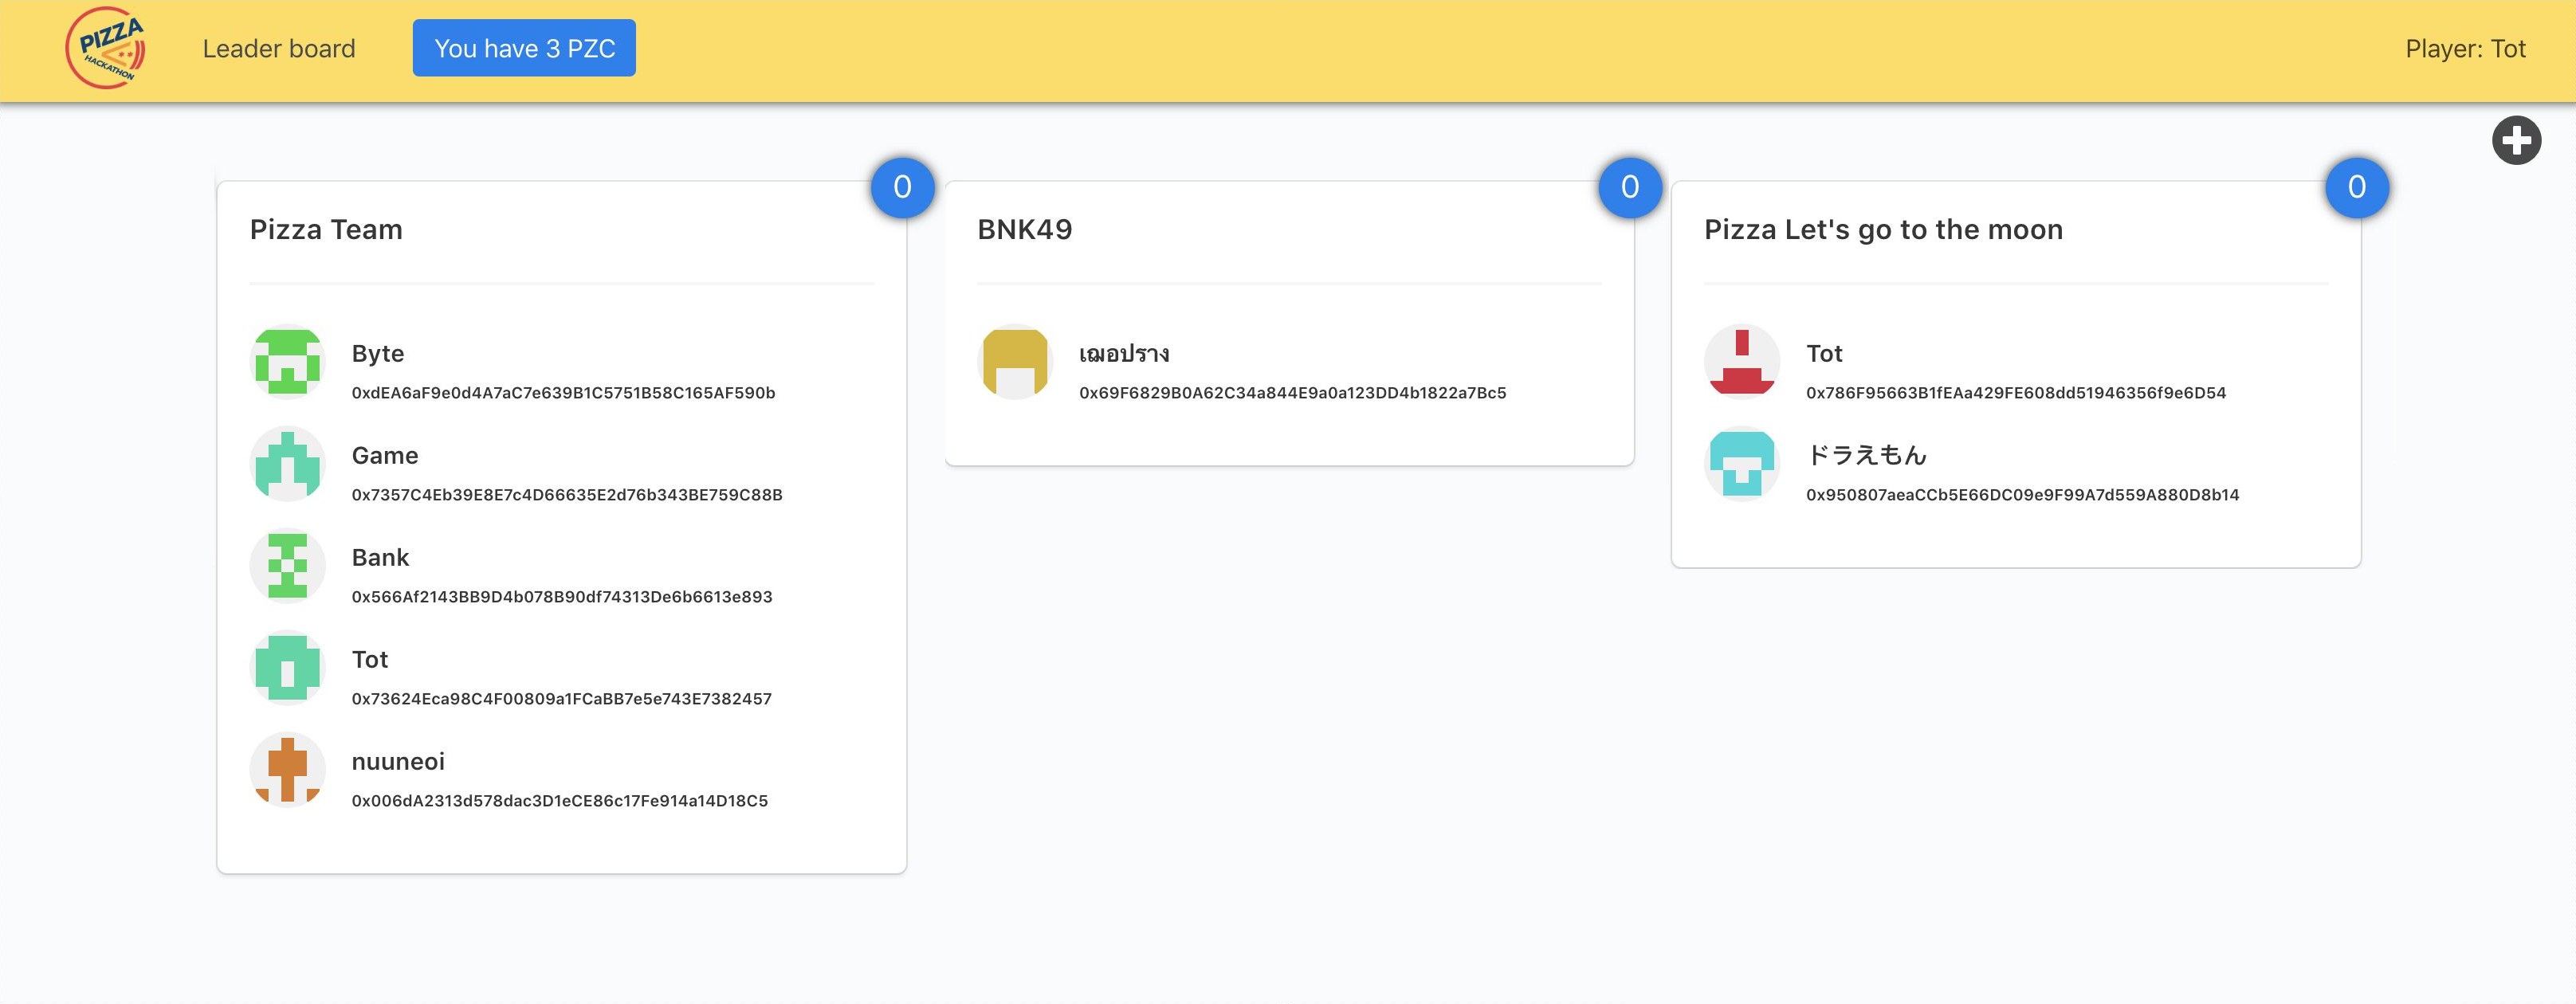 PIZZA
HACKATHON
Leader board
You have 3 PZC
Player: Tot
0
Pizza Team
Byte
0xdEA6aF9e0d4A7aC7e639B1C5751B58C165AF590b
Game
0x7357C4Eb39E8E7c4D66635E2d76b343BE759C88B
Bank
0x566Af2143BB9D4b078B90df74313De6b6613e893
Tot
0x73624Eca98C4F00809a1FCaBB7e5e743E7382457
nuuneoi
0x006dA2313d578dac3D1eCE86c17Fe914a14D18C5
0
BNK49
เฌอปราง
0x69F6829B0A62C34a844E9a0a123DD4b1822a7Bc5
0
Pizza Let's go to the moon
Tot
0x786F95663B1fEAa429FE608dd51946356f9e6D54
ドラえもん
0x950807aeaCCb5E66DC09e9F99A7d559A880D8b14